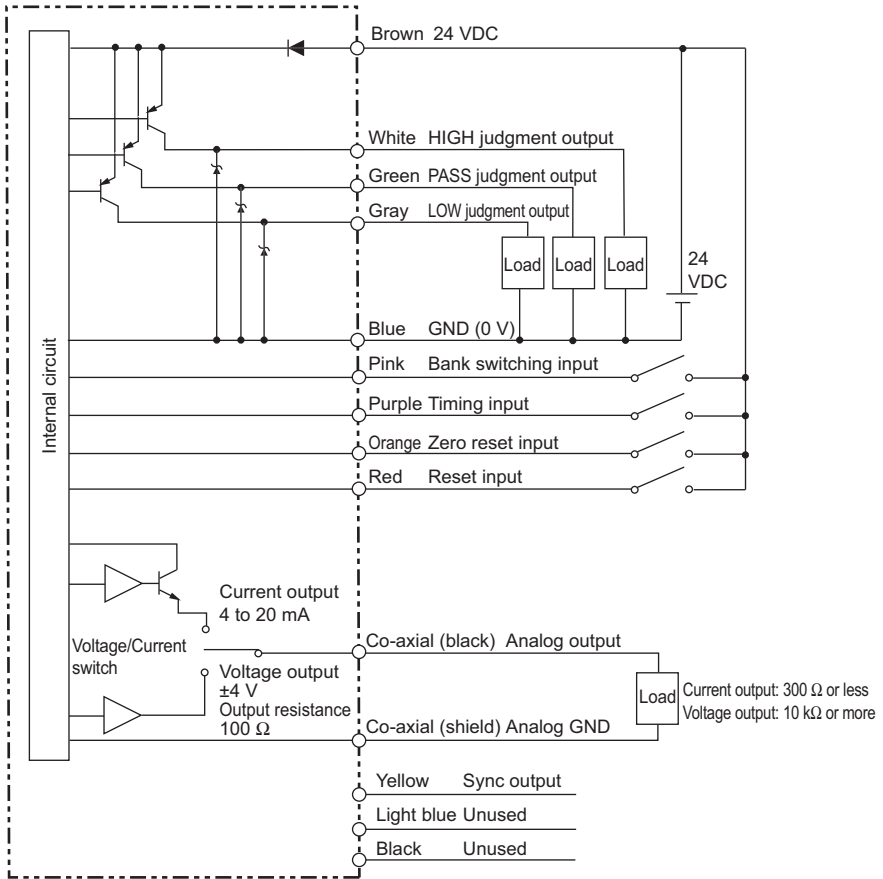 Brown 24 VDC
White HIGH judgment output
Green PASS judgment output
Gray LOW judgment output
Load Load Load
24
VDC
Blue GND (0 V)
Pink Bank switching input
Purple Timing input
Orange Zero reset input
Red Reset input
Internal circuit
Current output
4 to 20 mA
Voltage/Current
switch
Voltage output
±4 V
Output resistance
100 Ω
Co-axial (black) Analog output
Load
Current output: 300 Ω or less
Voltage output: 10 kΩ or more
Co-axial (shield) Analog GND
Yellow Sync output
Light blue Unused
Black Unused